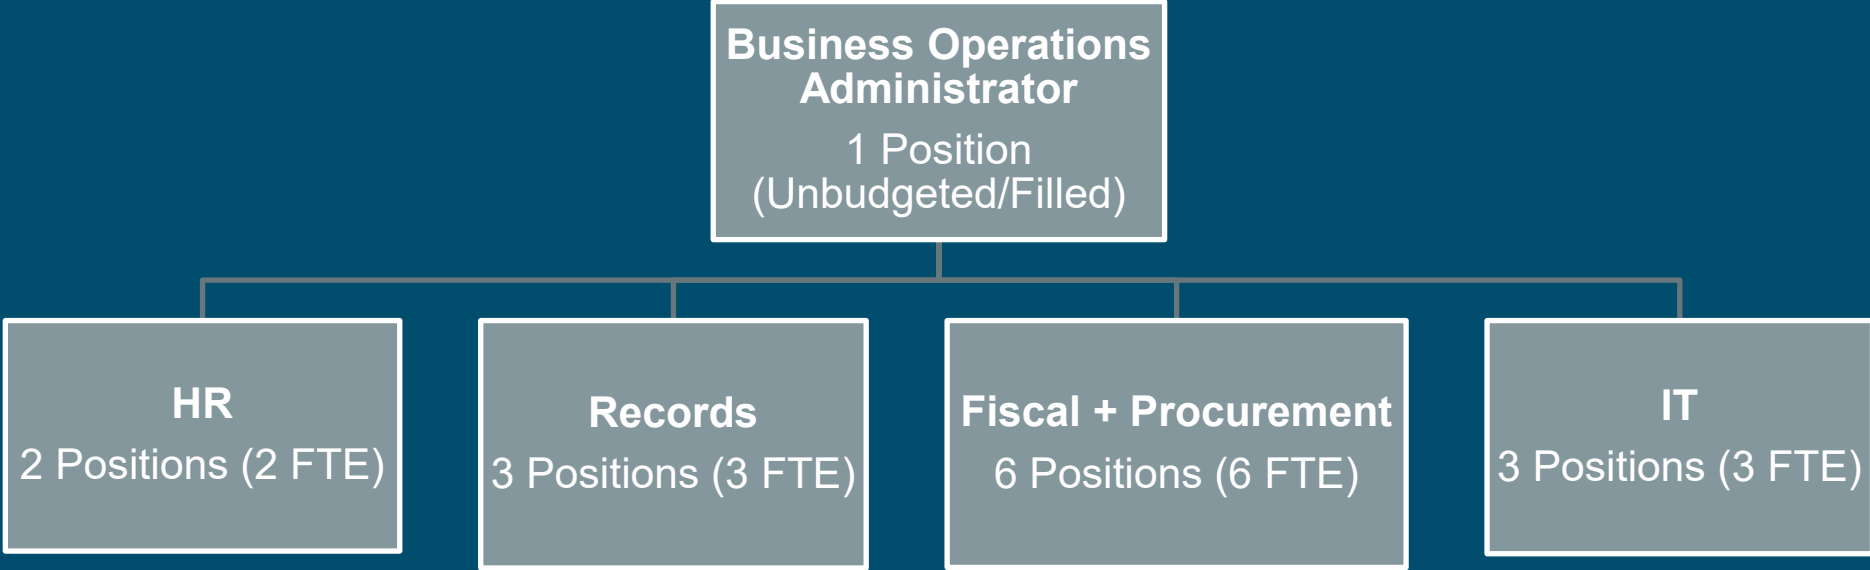 Business Operations
Administrator
1 Position
(Unbudgeted/Filled)
HR
2 Positions (2 FTE)
Records
3 Positions (3 FTE)
Fiscal + Procurement
6 Positions (6 FTE)
IT
3 Positions (3 FTE)